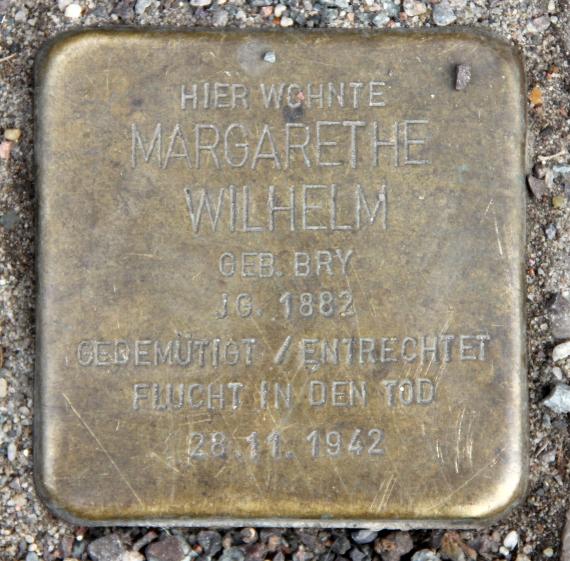 HIER WOHNTE
MARGARETHE
WILHELM
GEB. BRY
JG. 1882
GEDEMÜTIGT / ENTRECHTET
FLUCHT IN DEN TOD
28.11.1942